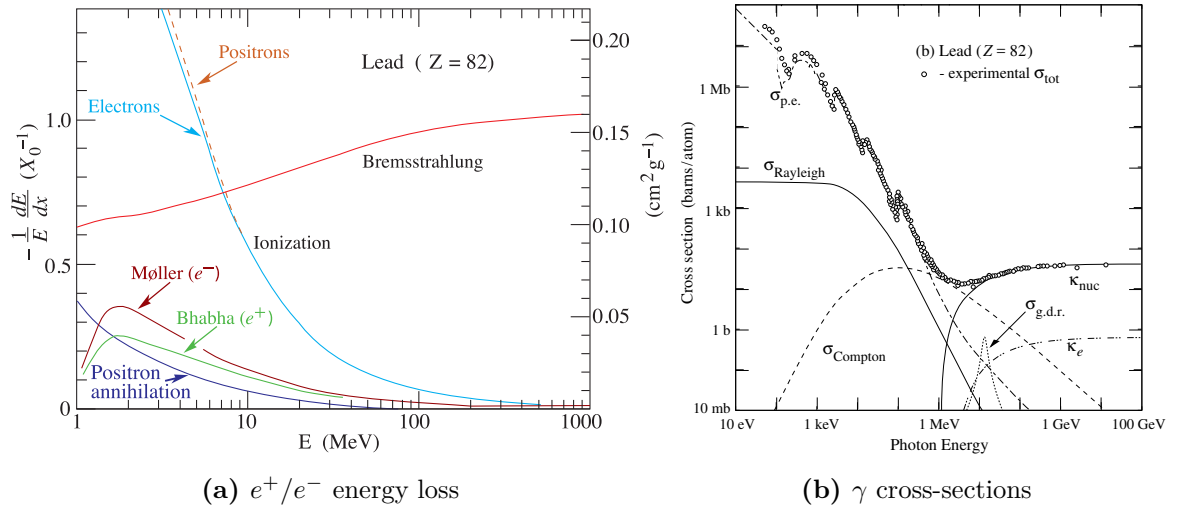 Positrons
Lead ( Z = 82)
Electrons
Bremsstrahlung
Ionization
Møller (e−)
Bhabha (e+)
Positron
annihilation
− 1/E dE/dx (X0−1)
(cm2 g−1)
0.20
0.15
0.10
0.05
1.0
0.5
0
1
10
100
1000
E (MeV)
(a) e+/e− energy loss
(b) Lead (Z = 82)
- experimental σtot
σp.e.
σRayleigh
σCompton
κnuc
σg.d.r.
κe
Cross section (barns/atom)
1 Mb
1 kb
1 b
10 mb
10 eV
1 keV
1 MeV
1 GeV
100 GeV
Photon Energy
(b) γ cross-sections